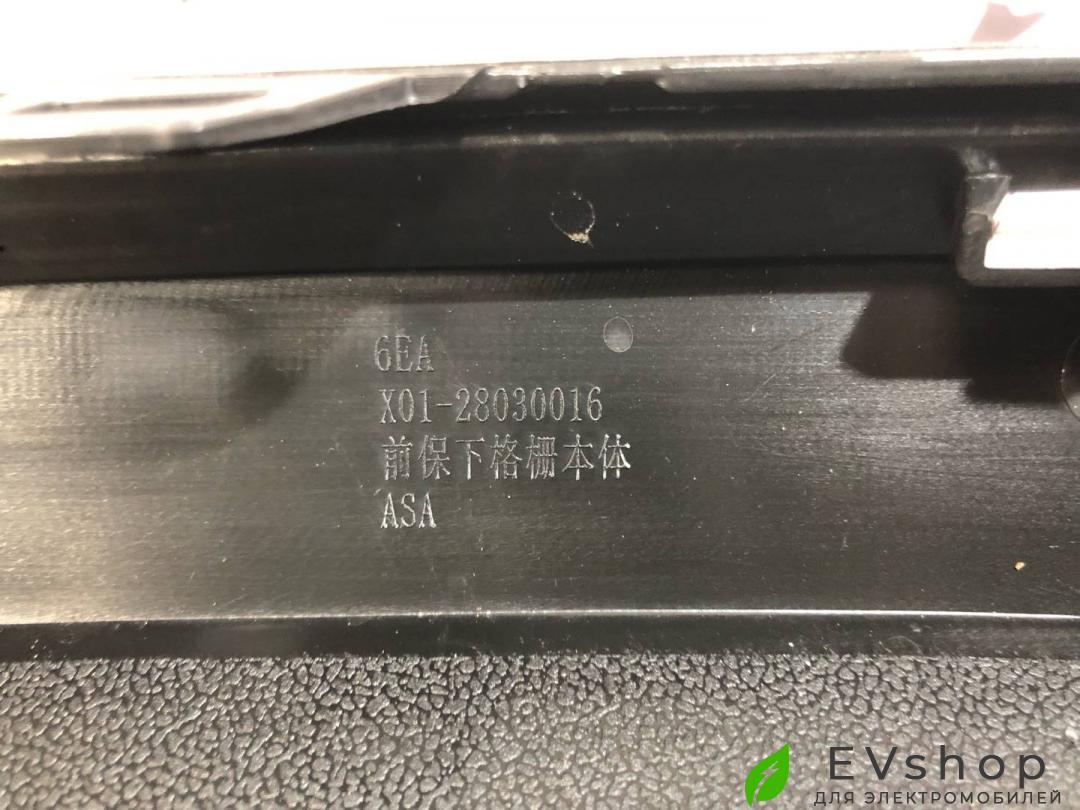 6EA
X01-28030016
前保下格栅本体
ASA
EVshop
ДЛЯ ЭЛЕКТРОМОБИЛЕЙ